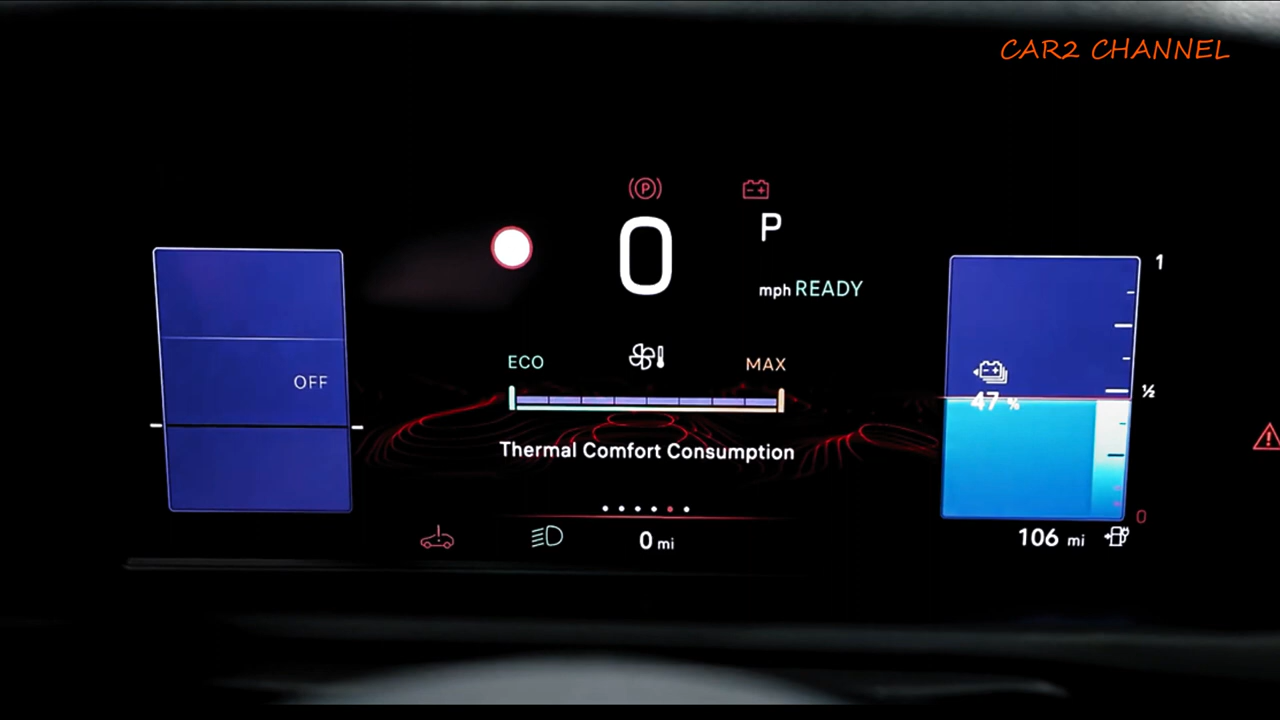 CAR2 CHANNEL
P
0
P
mph READY
1
ECO
MAX
OFF
1/2
47 %
Thermal Comfort Consumption
0
0 mi
106 mi